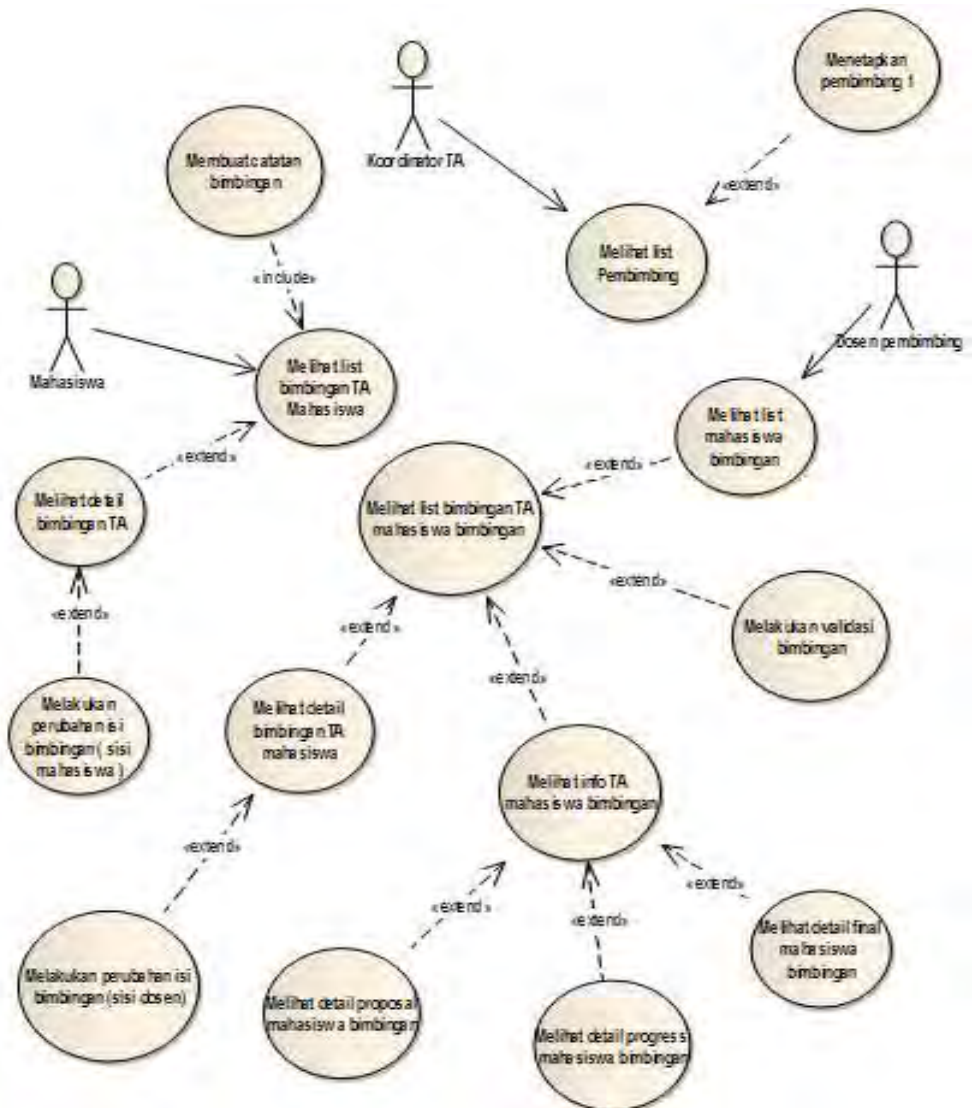 Menetapkan
pembimbing 1
Koordinator TA
Membuat catatan
bimbingan
«extend»
Melihat list
Pembimbing
«include»
Mahasiswa
Dosen pembimbing
Melihat list
bimbingan TA
Mahasiswa
Melihat list
mahasiswa
bimbingan
«extend»
«extend»
Melihat detail
bimbingan TA
Melihat list bimbingan TA
mahasiswa bimbingan
«extend»
«extend»
Melakukan validasi
bimbingan
«extend»
Melakukan
perubahan isi
bimbingan ( sisi
mahasiswa )
Melihat detail
bimbingan TA
mahasiswa
«extend»
Melihat info TA
mahasiswa bimbingan
«extend»
«extend»
«extend»
«extend»
Melihat detail final
mahasiswa
bimbingan
Melakukan perubahan isi
bimbingan (sisi dosen)
Melihat detail proposal
mahasiswa bimbingan
Melihat detail progress
mahasiswa bimbingan